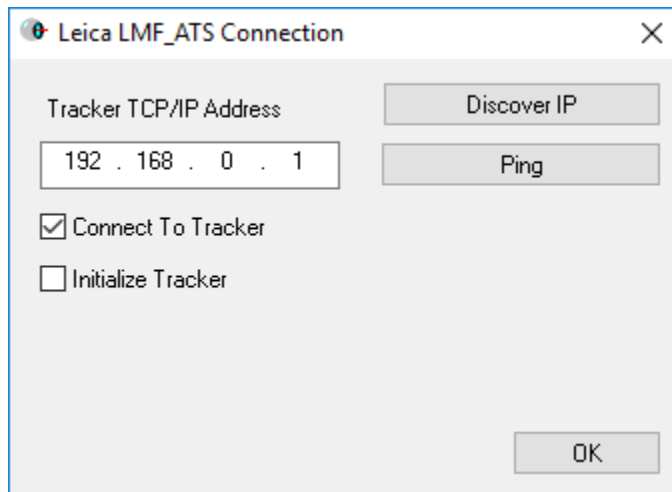 Leica LMF_ATS Connection
Tracker TCP/IP Address
Discover IP
192 . 168 . 0 . 1
Ping
Connect To Tracker
Initialize Tracker
OK